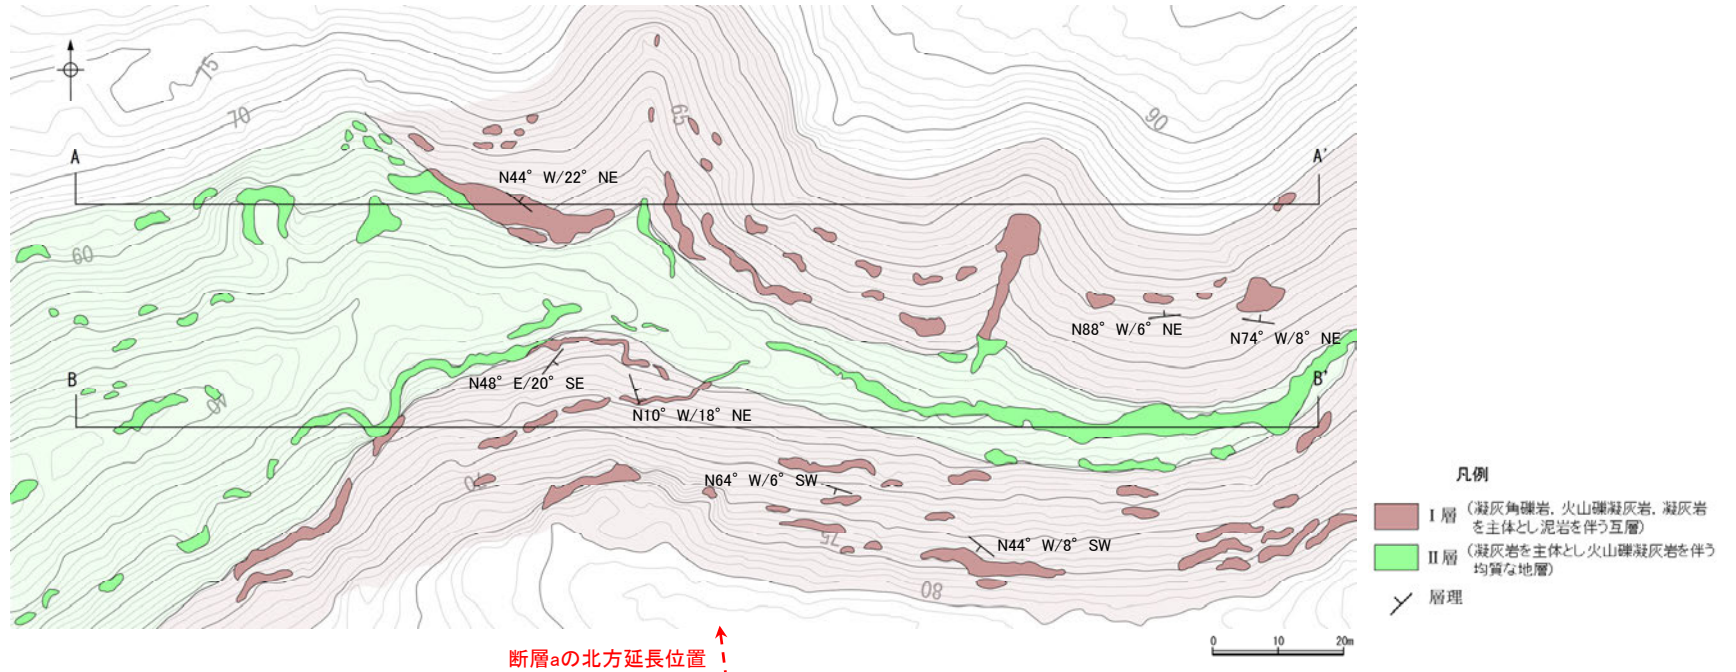 75
70
65
90
A
A'
N44° W/22° NE
60
N88° W/6° NE
N74° W/8° NE
B
B'
N48° E/20° SE
40
N10° W/18° NE
70
N64° W/6° SW
75
N44° W/8° SW
80
断層aの北方延長位置
凡例
I層 (凝灰角礫岩,火山礫凝灰岩,凝灰岩
を主体とし泥岩を伴う互層)
II層 (凝灰岩を主体とし火山礫凝灰岩を伴う
均質な地層)
層理
0 10 20m